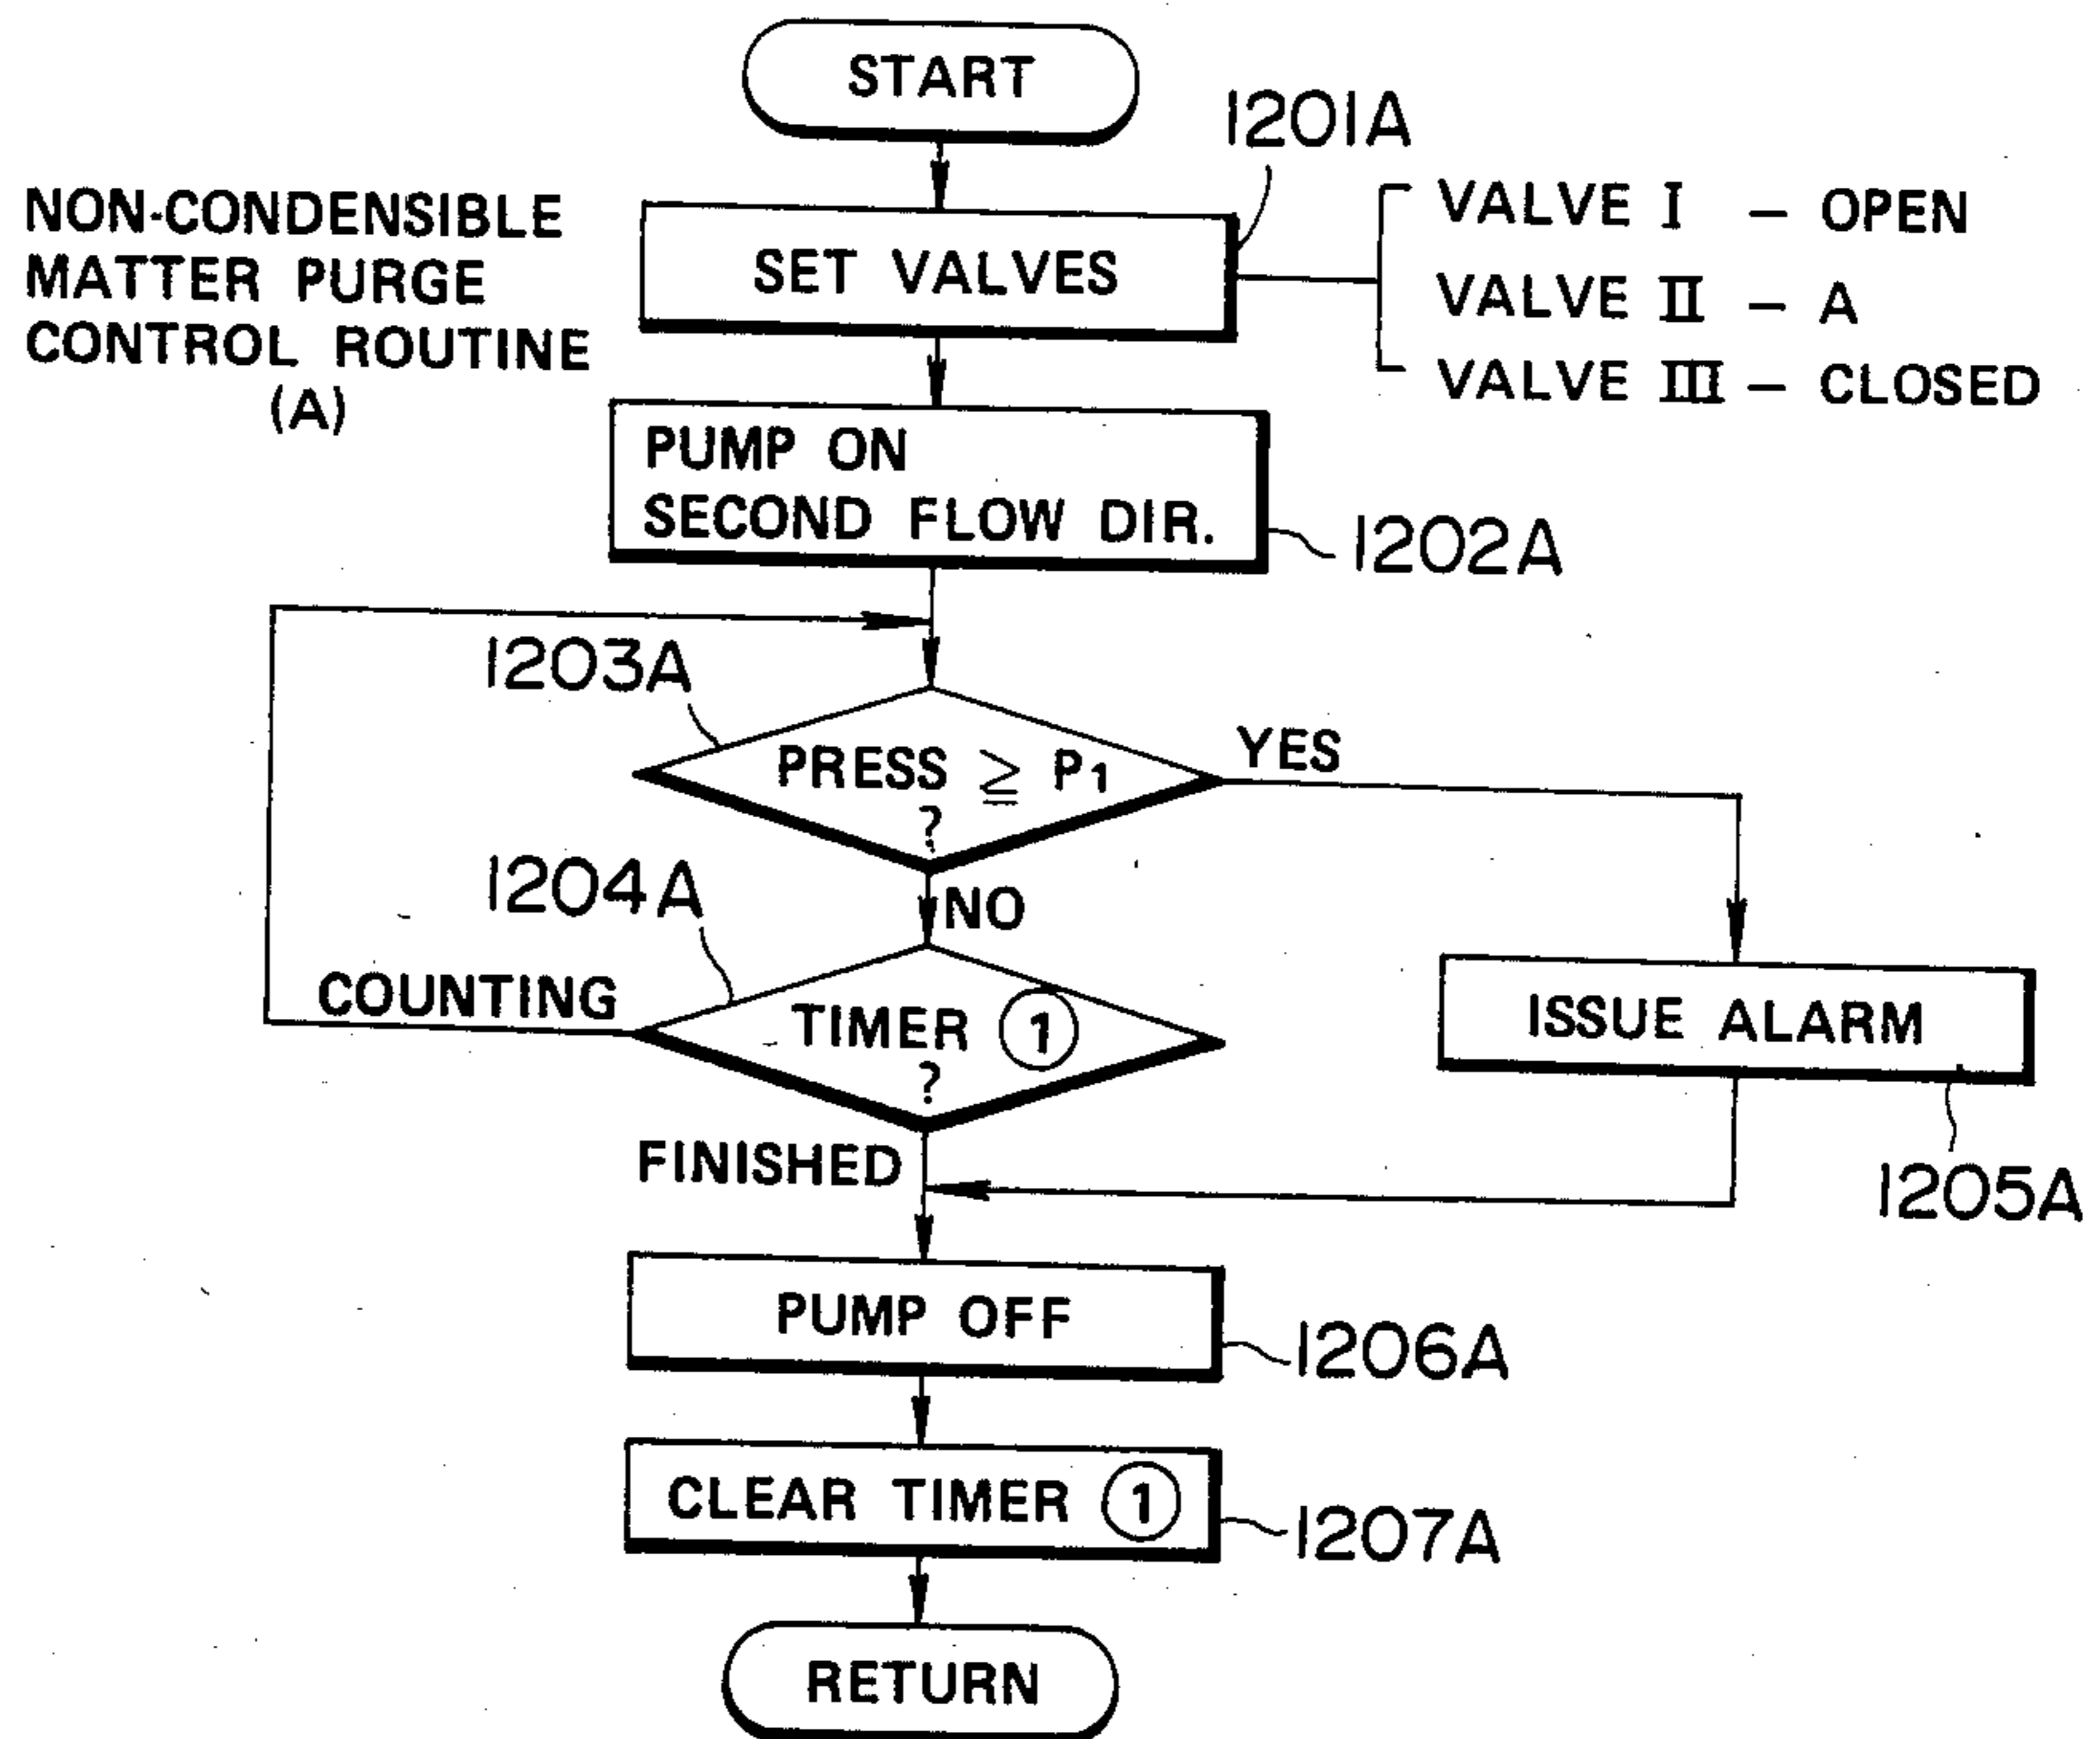 START
1201A
NON-CONDENSIBLE
MATTER PURGE
CONTROL ROUTINE
(A)
SET VALVES
VALVE I – OPEN
VALVE II – A
VALVE III – CLOSED
PUMP ON
SECOND FLOW DIR.
1202A
1203A
PRESS ≧ P1
?
YES
NO
1204A
COUNTING
TIMER ①
?
ISSUE ALARM
FINISHED
1205A
PUMP OFF
1206A
CLEAR TIMER ①
1207A
RETURN